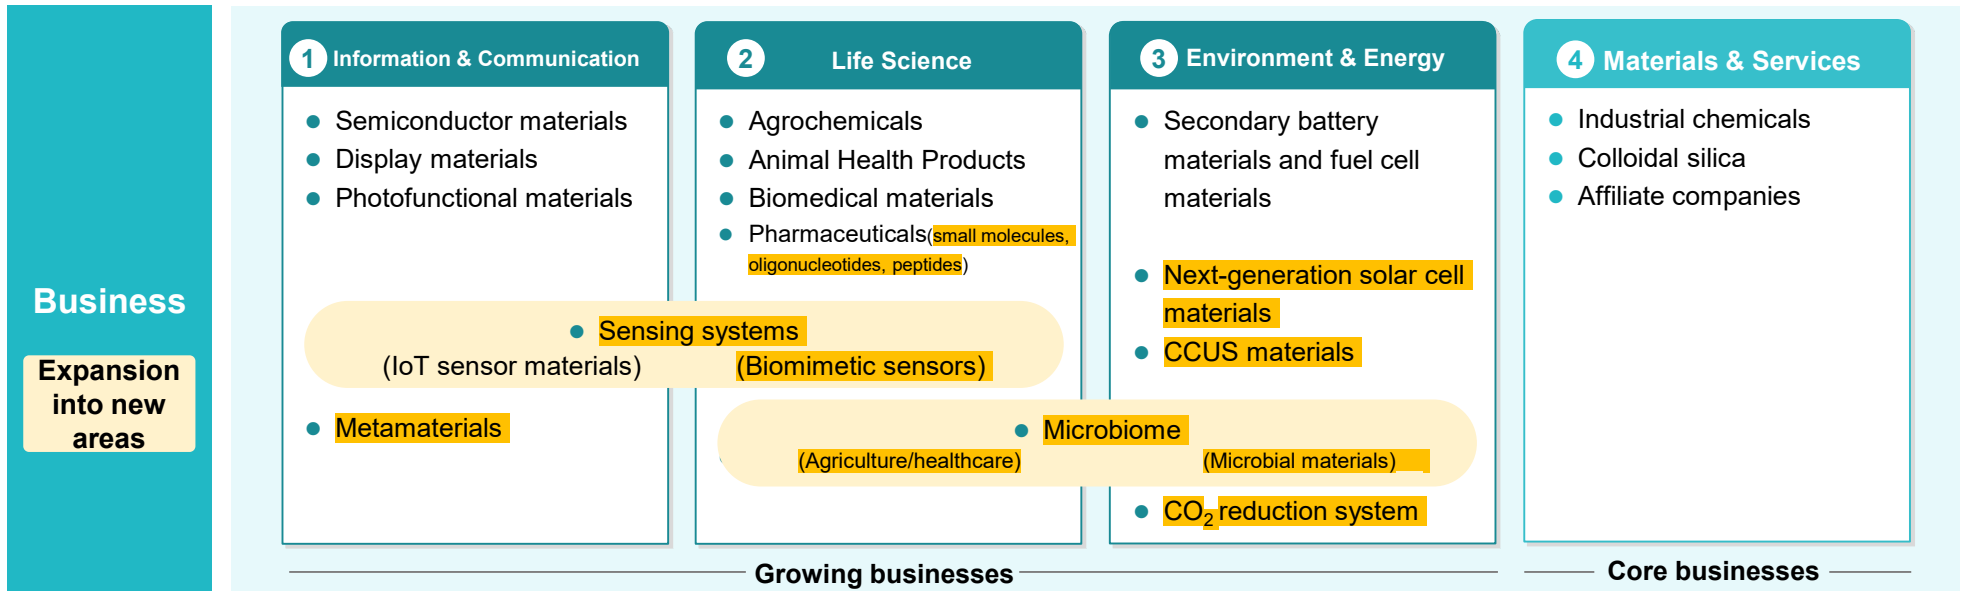 Business
Expansion
into new
areas
1 Information & Communication
Semiconductor materials
Display materials
Photofunctional materials
2 Life Science
Agrochemicals
Animal Health Products
Biomedical materials
Pharmaceuticals(small molecules,
oligonucleotides, peptides)
3 Environment & Energy
Secondary battery
materials and fuel cell
materials
Next-generation solar cell
materials
CCUS materials
4 Materials & Services
Industrial chemicals
Colloidal silica
Affiliate companies
Sensing systems
(IoT sensor materials) (Biomimetic sensors)
Metamaterials
Microbiome
(Agriculture/healthcare) (Microbial materials)
CO₂ reduction system
Growing businesses
Core businesses